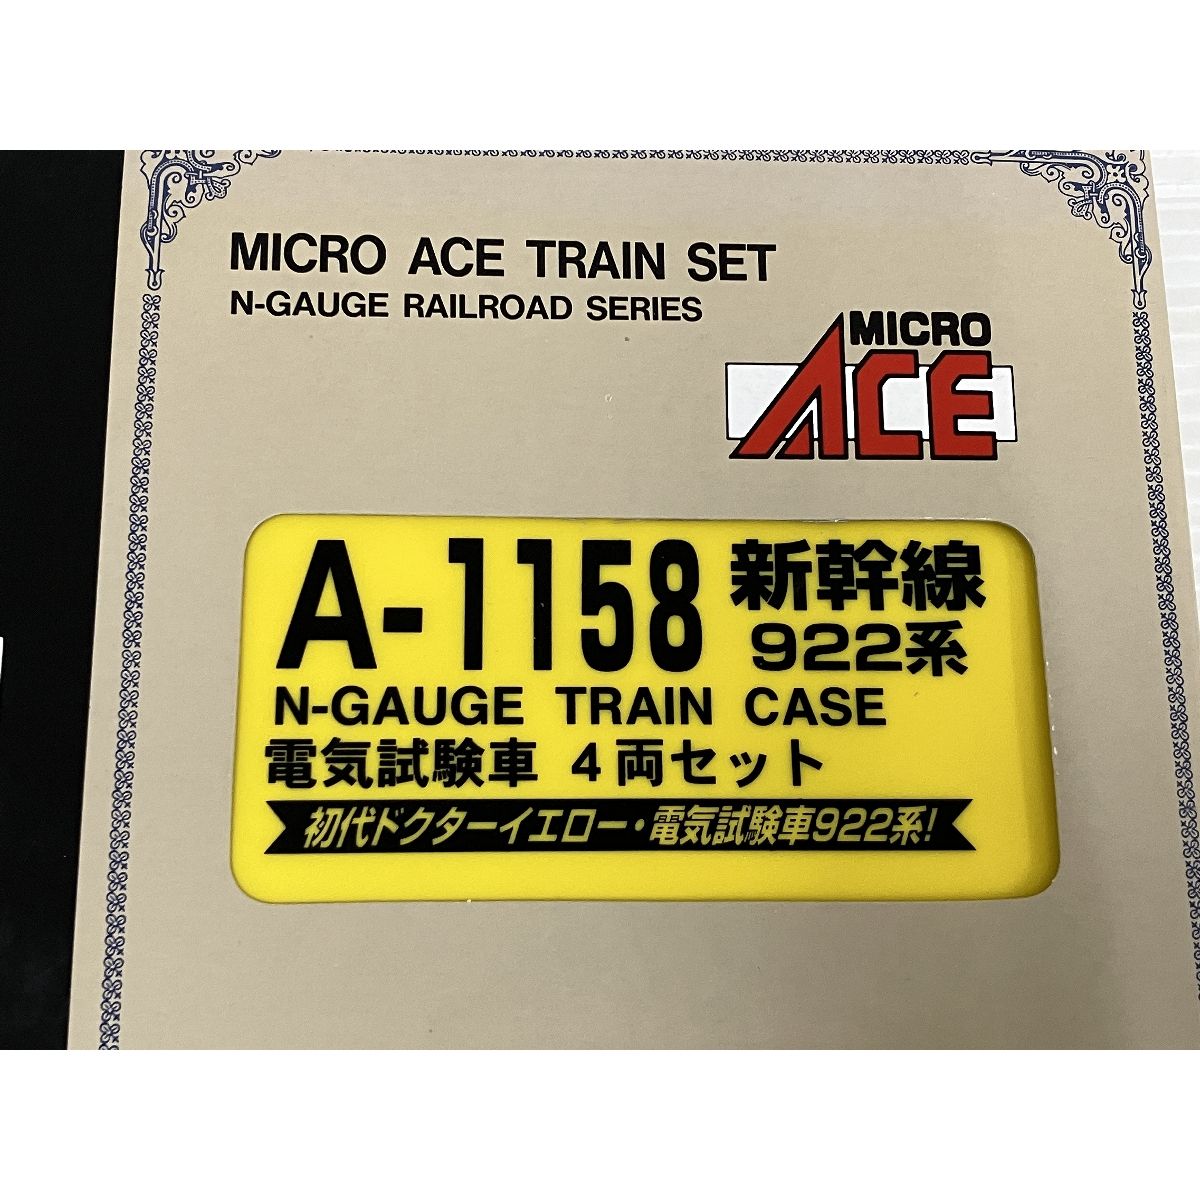 MICRO ACE TRAIN SET
N-GAUGE RAILROAD SERIES
MICRO
ACE
A-1158 新幹線
922系
N-GAUGE TRAIN CASE
電気試験車 4両セット
初代ドクターイエロー・電気試験車922系!